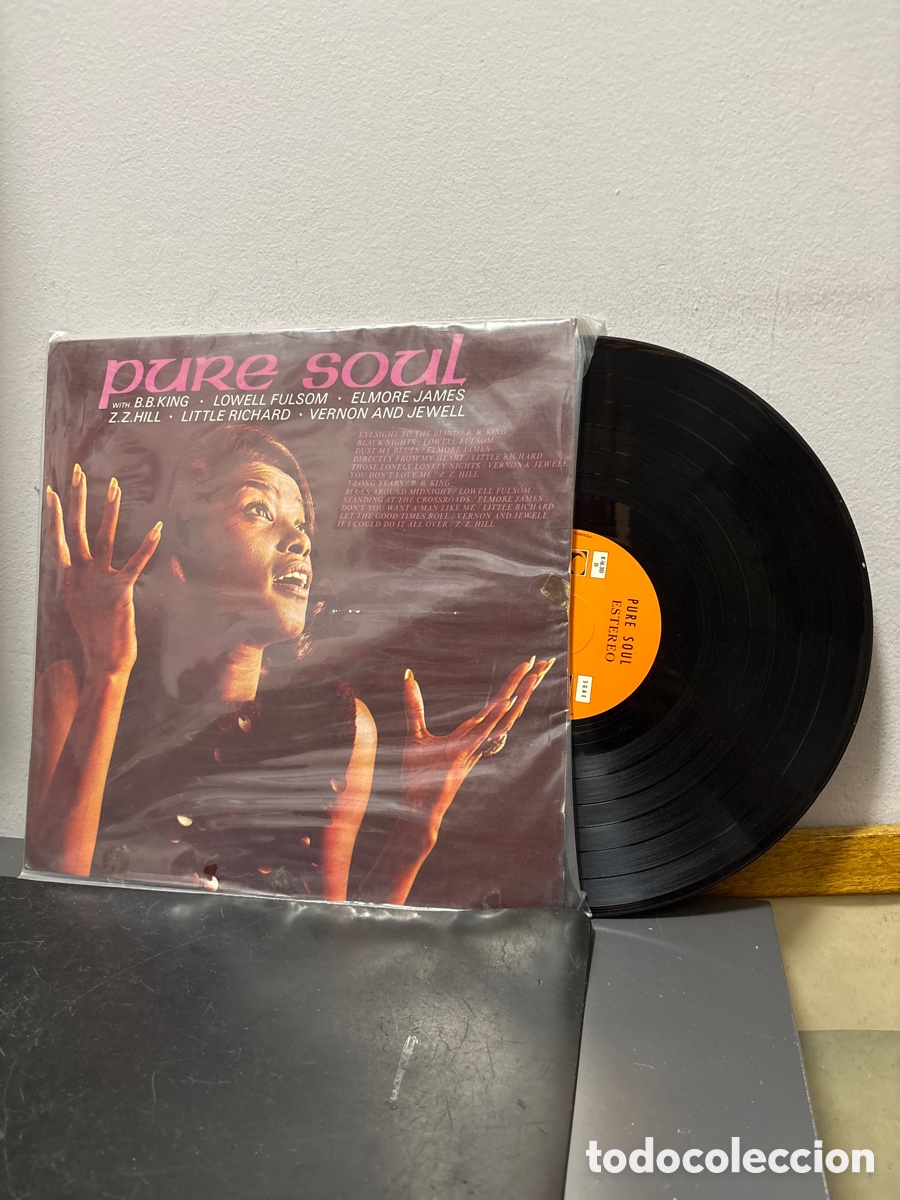 PURE SOUL
WITH B.B.KING · LOWELL FULSOM · ELMORE JAMES
Z.Z.HILL · LITTLE RICHARD · VERNON AND JEWELL
EYESIGHT TO THE BLIND / B. B. KING
BLACK NIGHTS / LOWELL FULSOM
DUST MY BLUES / ELMORE JAMES
DIRECTLY FROM MY HEART / LITTLE RICHARD
THOSE LONELY LONELY NIGHTS / VERNON & JEWELL
YOU DON'T LOVE ME / Z. Z. HILL
3 LONG YEARS / B. B. KING
BLUES AROUND MIDNIGHT / LOWELL FULSOM
STANDING AT THE CROSSROADS / ELMORE JAMES
DON'T YOU WANT A MAN LIKE ME / LITTLE RICHARD
LET THE GOOD TIMES ROLL / VERNON AND JEWELL
IF I COULD DO IT ALL OVER / Z. Z. HILL
PURE SOUL
ESTEREO
SGAE
todocoleccion